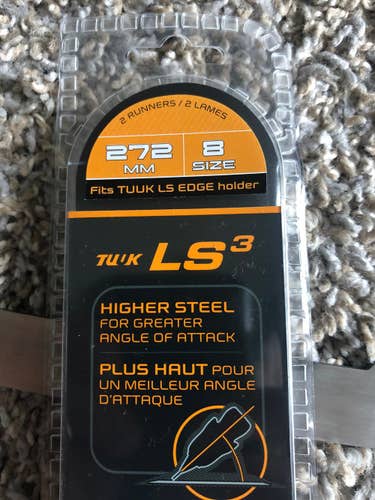 2 RUNNERS / 2 LAMES
272 8
MM SIZE
Fits TUUK LS EDGE holder
TUUK LS3
HIGHER STEEL
FOR GREATER
ANGLE OF ATTACK
PLUS HAUT POUR
UN MEILLEUR ANGLE
D'ATTAQUE